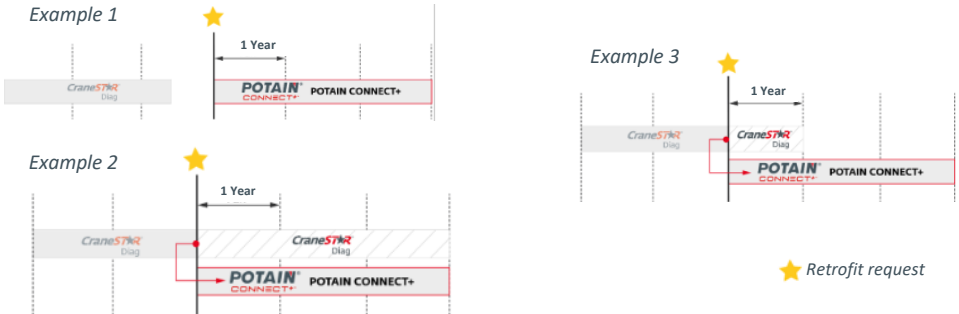 Example 1
1 Year
CraneSTAR
Diag
POTAIN®
CONNECT+
POTAIN CONNECT+
Example 2
1 Year
CraneSTAR
Diag
CraneSTAR
Diag
POTAIN®
CONNECT+
POTAIN CONNECT+
Example 3
1 Year
CraneSTAR
Diag
CraneSTAR
Diag
POTAIN®
CONNECT+
POTAIN CONNECT+
Retrofit request